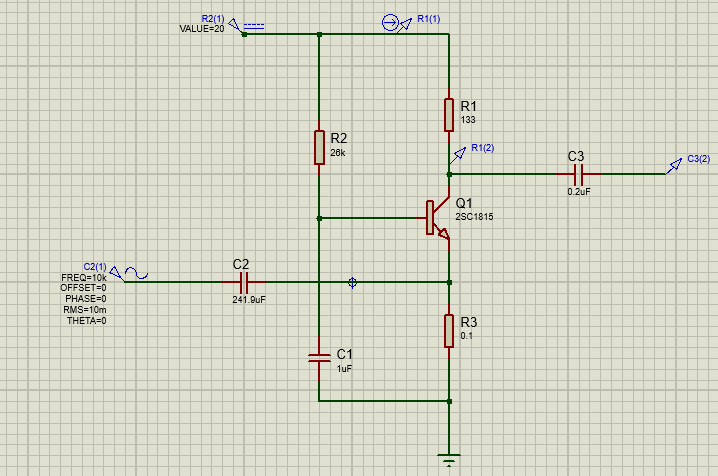 R2(1)
VALUE=20
R1(1)
R1
133
R2
26k
R1(2)
C3
0.2uF
C3(2)
Q1
2SC1815
C2(1)
FREQ=10k
OFFSET=0
PHASE=0
RMS=10m
THETA=0
C2
241.9uF
R3
0.1
C1
1uF